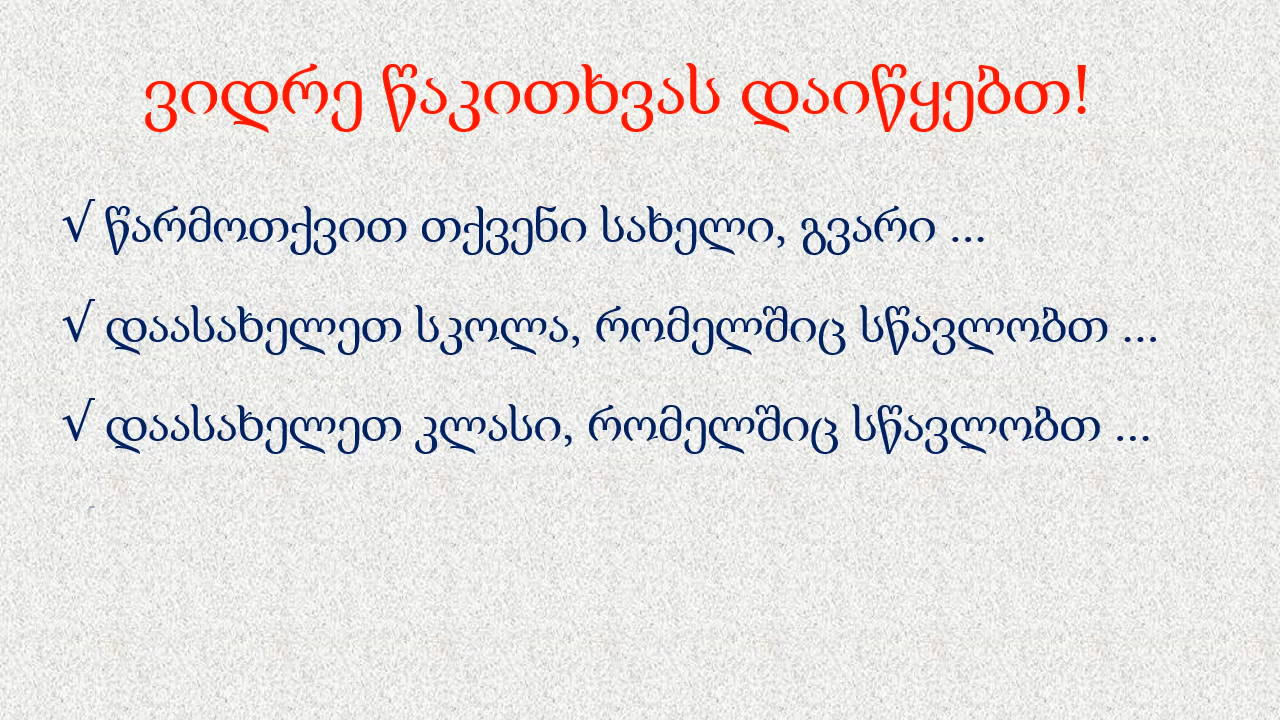 ვიდრე წაკითხვას დაიწყებთ!
√ წარმოთქვით თქვენი სახელი, გვარი ...
√ დაასახელეთ სკოლა, რომელშიც სწავლობთ ...
√ დაასახელეთ კლასი, რომელშიც სწავლობთ ...